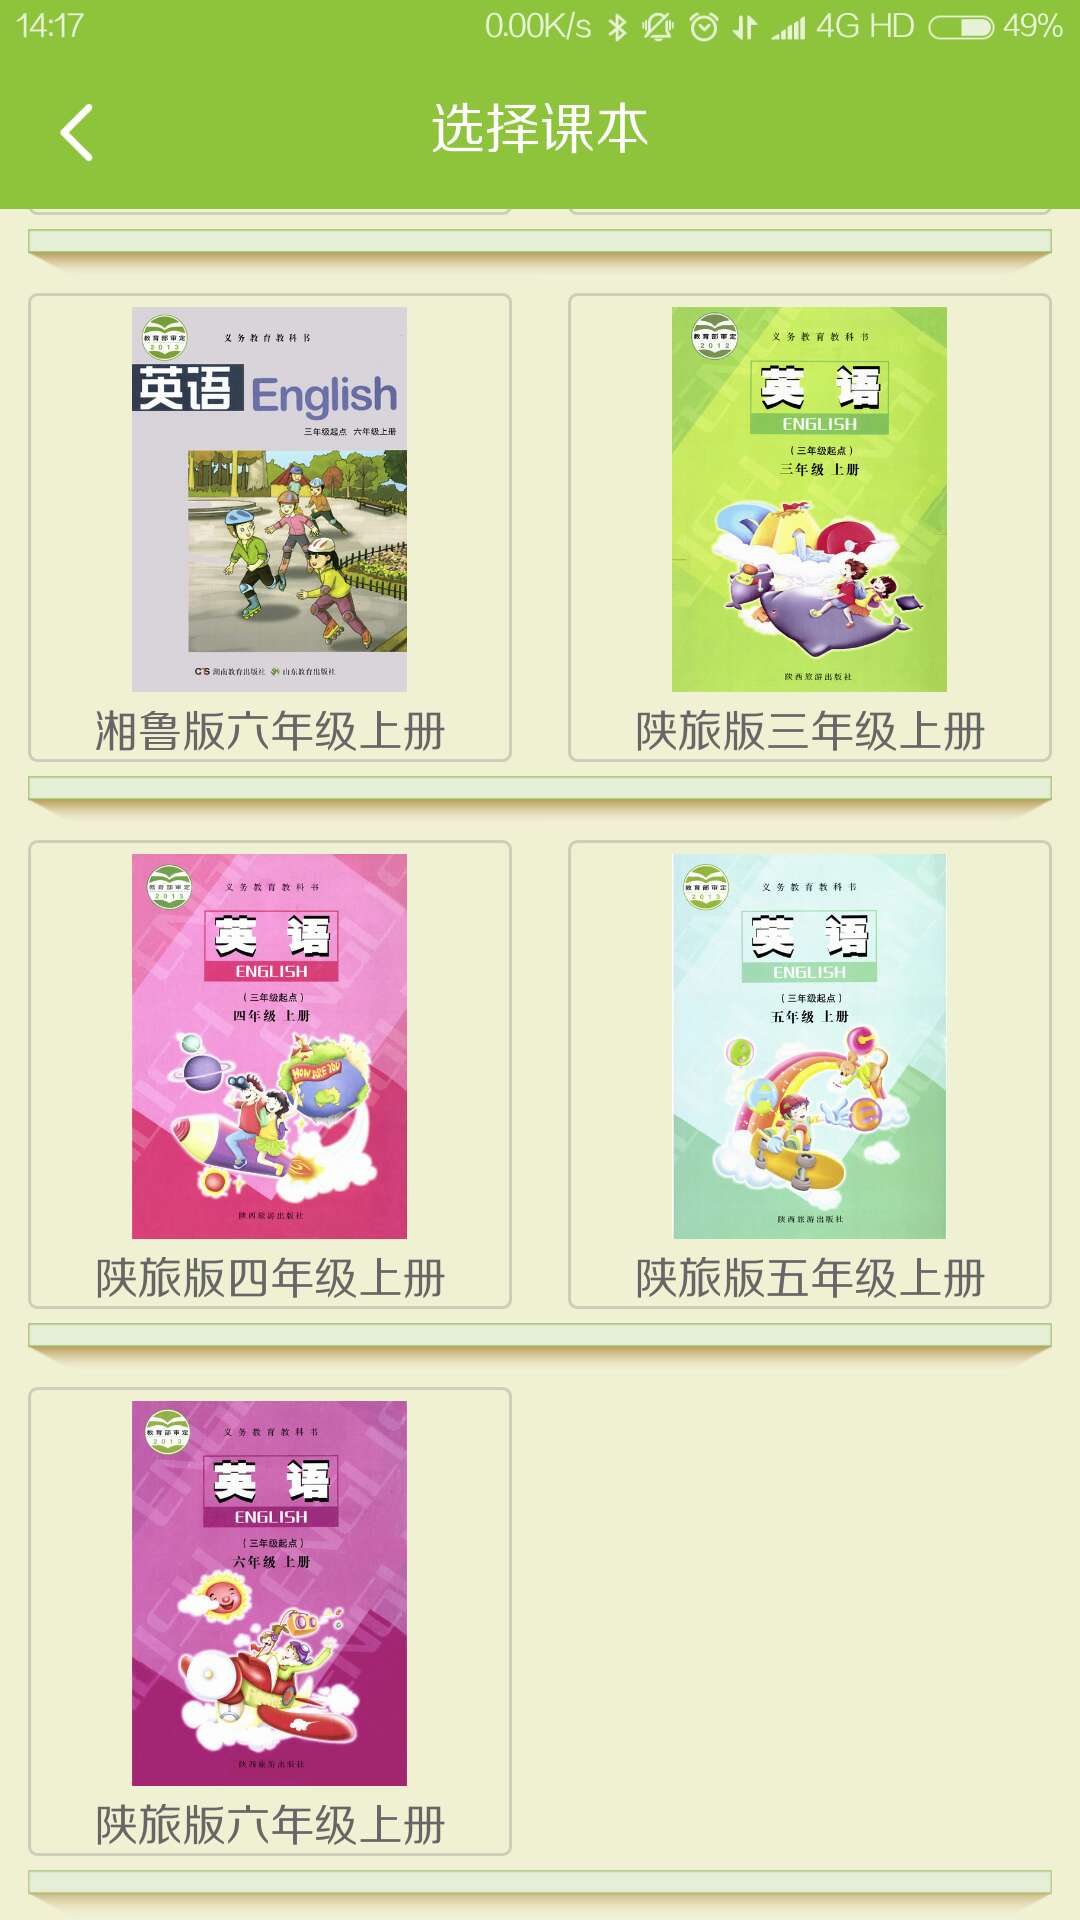 14:17
0.00K/s 4G HD 49%
选择课本
教育部审定
2013
义务教育教科书
英语 English
三年级起点 六年级上册
湖南教育出版社 山东教育出版社
湘鲁版六年级上册
教育部审定
2012
义务教育教科书
英语
ENGLISH
(三年级起点)
三年级 上册
陕西旅游出版社
陕旅版三年级上册
教育部审定
2013
义务教育教科书
英语
ENGLISH
(三年级起点)
四年级 上册
HOW ARE YOU
陕西旅游出版社
陕旅版四年级上册
教育部审定
2013
义务教育教科书
英语
ENGLISH
(三年级起点)
五年级 上册
陕西旅游出版社
陕旅版五年级上册
教育部审定
2013
义务教育教科书
英语
ENGLISH
(三年级起点)
六年级 上册
陕西旅游出版社
陕旅版六年级上册